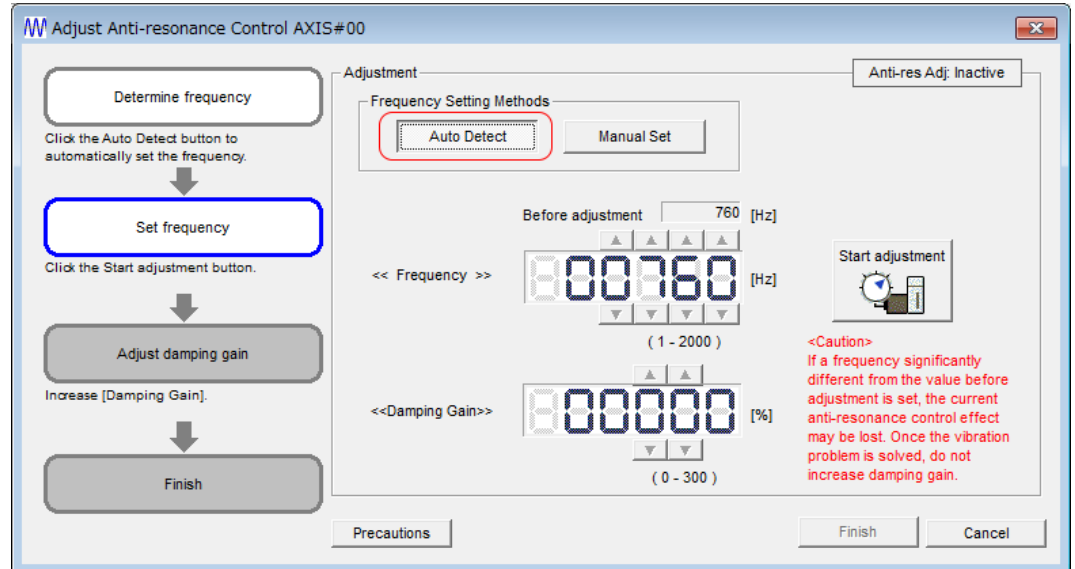 Adjust Anti-resonance Control AXIS#00
Determine frequency
Click the Auto Detect button to
automatically set the frequency.
Set frequency
Click the Start adjustment button.
Adjust damping gain
Increase [Damping Gain].
Finish
Adjustment
Anti-res Adj: Inactive
Frequency Setting Methods
Auto Detect
Manual Set
Before adjustment 760 [Hz]
<< Frequency >> 00760 [Hz]
( 1 - 2000 )
<<Damping Gain>> 00000 [%]
( 0 - 300 )
Start adjustment
<Caution>
If a frequency significantly
different from the value before
adjustment is set, the current
anti-resonance control effect
may be lost. Once the vibration
problem is solved, do not
increase damping gain.
Precautions
Finish
Cancel